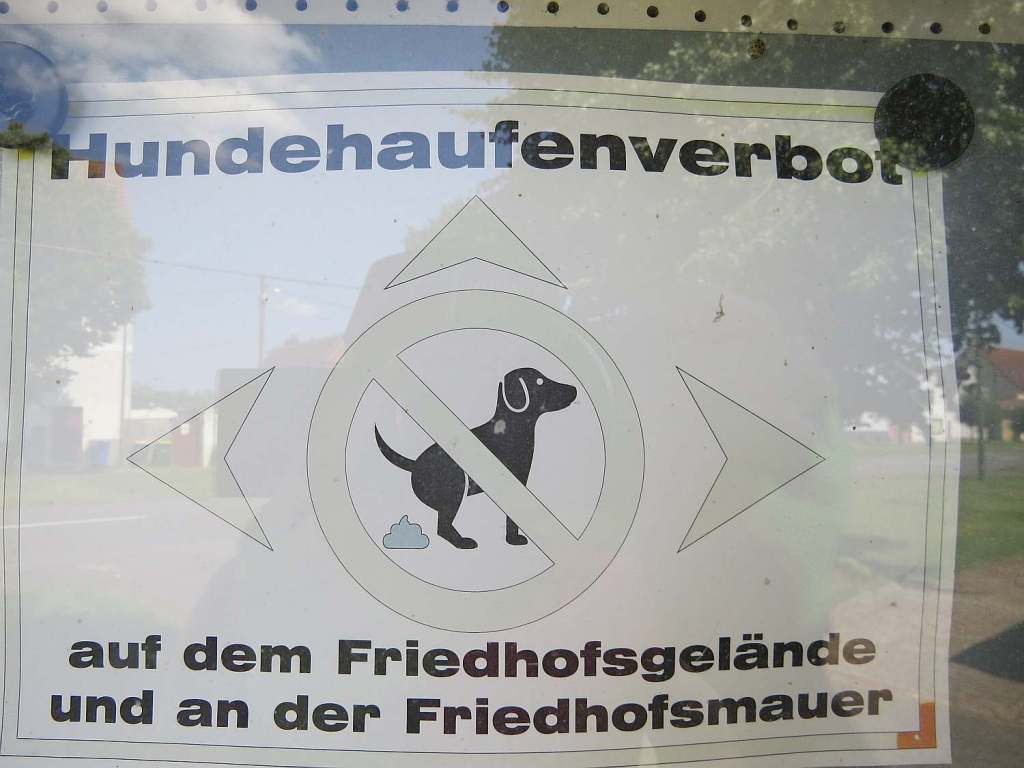 Hundehaufenverbot
auf dem Friedhofsgelände
und an der Friedhofsmauer